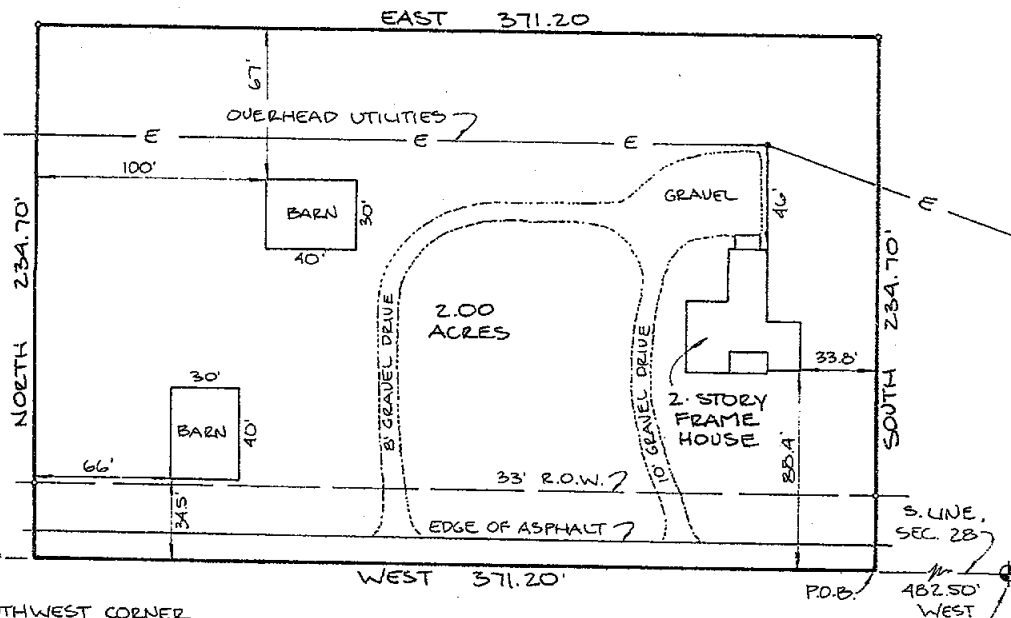 EAST 371.20
67'
OVERHEAD UTILITIES
E E E
100'
BARN
30'
40'
GRAVEL
46'
E
NORTH 234.70'
SOUTH 234.70'
2.00
ACRES
8' GRAVEL DRIVE
10' GRAVEL DRIVE
33.8'
2-STORY
FRAME
HOUSE
88.4'
30'
BARN
40'
66'
34.5'
33' R.O.W.
EDGE OF ASPHALT
S. LINE,
SEC. 28
WEST 371.20'
P.O.B.
482.50'
WEST
CORNER